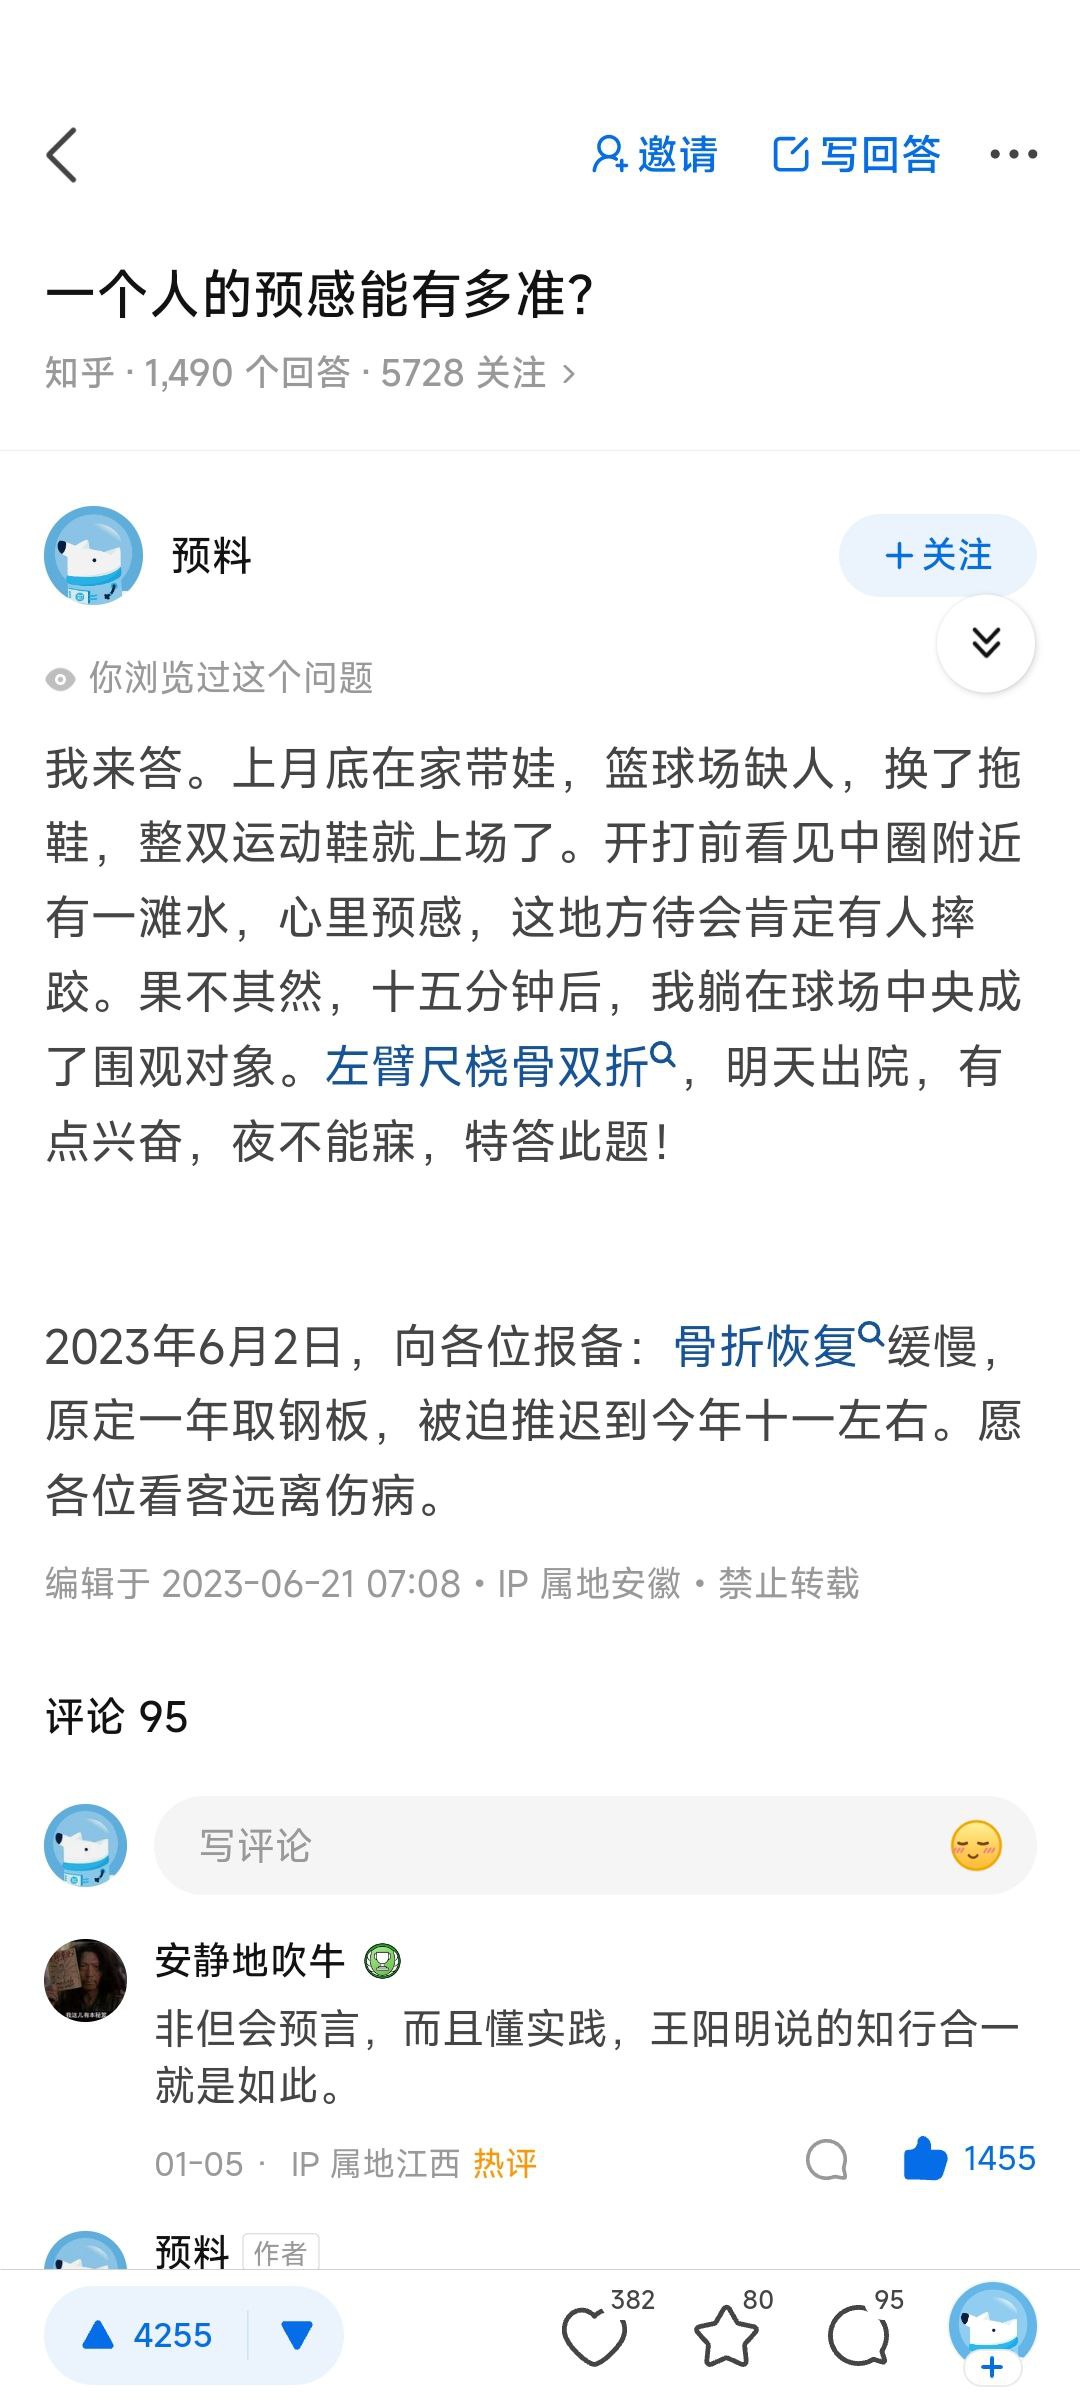 邀请 写回答
一个人的预感能有多准？
知乎 · 1,490 个回答 · 5728 关注
预料
关注
你浏览过这个问题
我来答。上月底在家带娃，篮球场缺人，换了拖
鞋，整双运动鞋就上场了。开打前看见中圈附近
有一滩水，心里预感，这地方待会肯定有人摔
跤。果不其然，十五分钟后，我躺在球场中央成
了围观对象。左臂尺桡骨双折，明天出院，有
点兴奋，夜不能寐，特答此题！
2023年6月2日，向各位报备：骨折恢复缓慢，
原定一年取钢板，被迫推迟到今年十一左右。愿
各位看客远离伤病。
编辑于 2023-06-21 07:08 · IP 属地安徽 · 禁止转载
评论 95
写评论
安静地吹牛
非但会预言，而且懂实践，王阳明说的知行合一
就是如此。
01-05 · IP 属地江西 热评
1455
预料 作者
4255 382 80 95